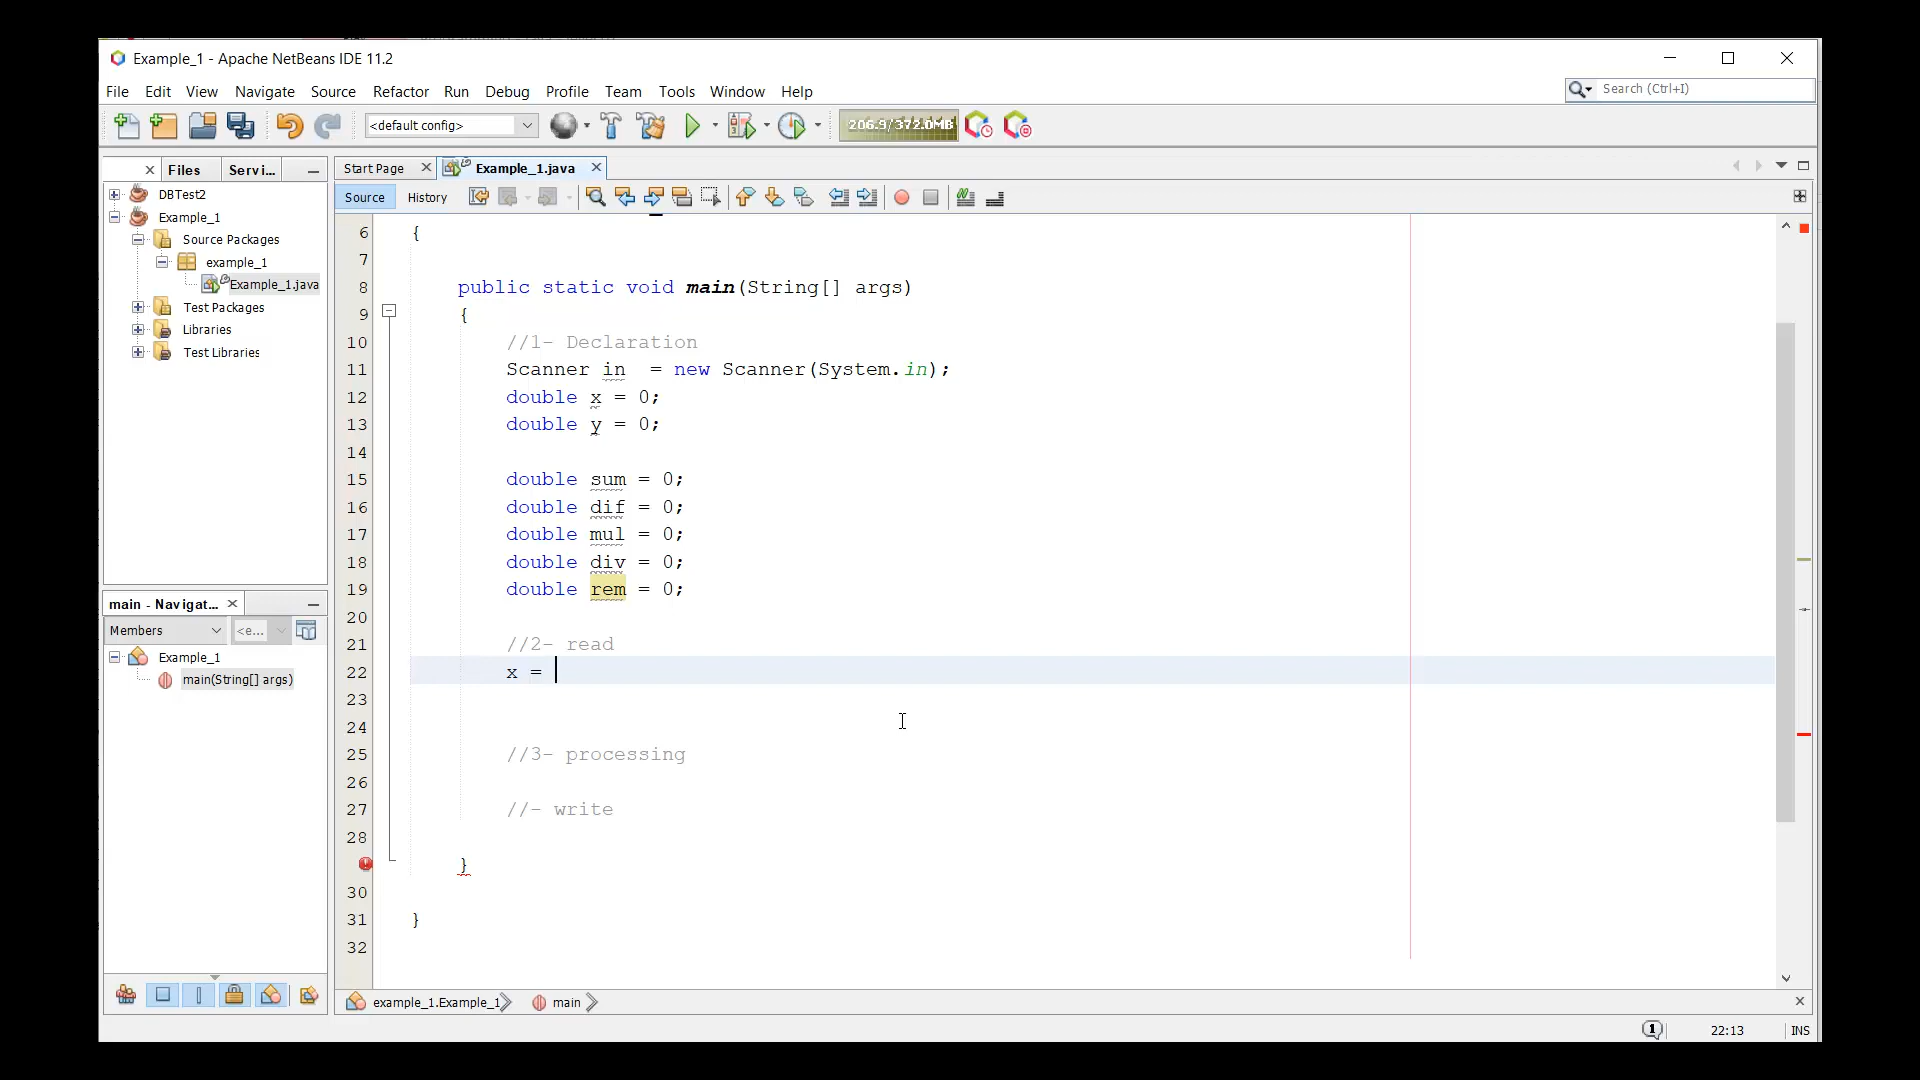 Example_1 - Apache NetBeans IDE 11.2
File Edit View Navigate Source Refactor Run Debug Profile Team Tools Window Help
Search (Ctrl+I)
<default config>
206.9/372.0MB
Files Servi...
DBTest2
Example_1
Source Packages
example_1
Example_1.java
Test Packages
Libraries
Test Libraries
main - Navigat...
Members <e...
Example_1
main(String[] args)
Start Page Example_1.java
Source History
6 {
7
8 public static void main(String[] args)
9 {
10 //1- Declaration
11 Scanner in  = new Scanner(System.in);
12 double x = 0;
13 double y = 0;
14
15 double sum = 0;
16 double dif = 0;
17 double mul = 0;
18 double div = 0;
19 double rem = 0;
20
21 //2- read
22 x =
23
24
25 //3- processing
26
27 //- write
28
}
30
31 }
32
example_1.Example_1 main
1 22:13 INS